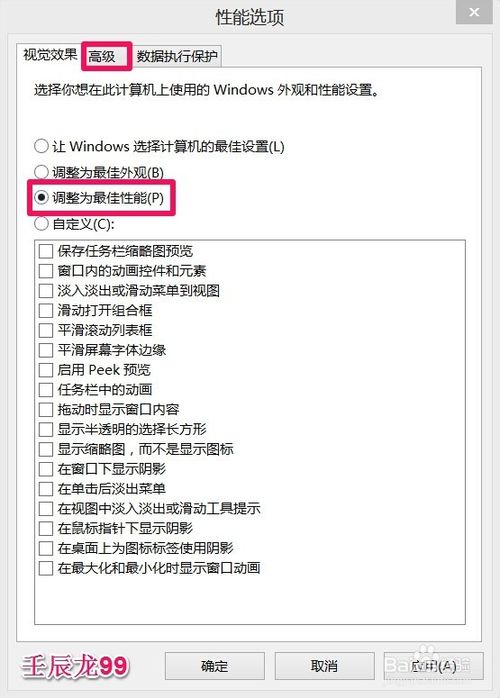 性能选项
视觉效果 高级 数据执行保护
选择你想在此计算机上使用的 Windows 外观和性能设置。
让 Windows 选择计算机的最佳设置(L)
调整为最佳外观(B)
调整为最佳性能(P)
自定义(C):
保存任务栏缩略图预览
窗口内的动画控件和元素
淡入淡出或滑动菜单到视图
滑动打开组合框
平滑滚动列表框
平滑屏幕字体边缘
启用 Peek 预览
任务栏中的动画
拖动时显示窗口内容
显示半透明的选择长方形
显示缩略图，而不是显示图标
在窗口下显示阴影
在单击后淡出菜单
在视图中淡入淡出或滑动工具提示
在鼠标指针下显示阴影
在桌面上为图标标签使用阴影
在最大化和最小化时显示窗口动画
壬辰龙99 确定 取消 应用(A)